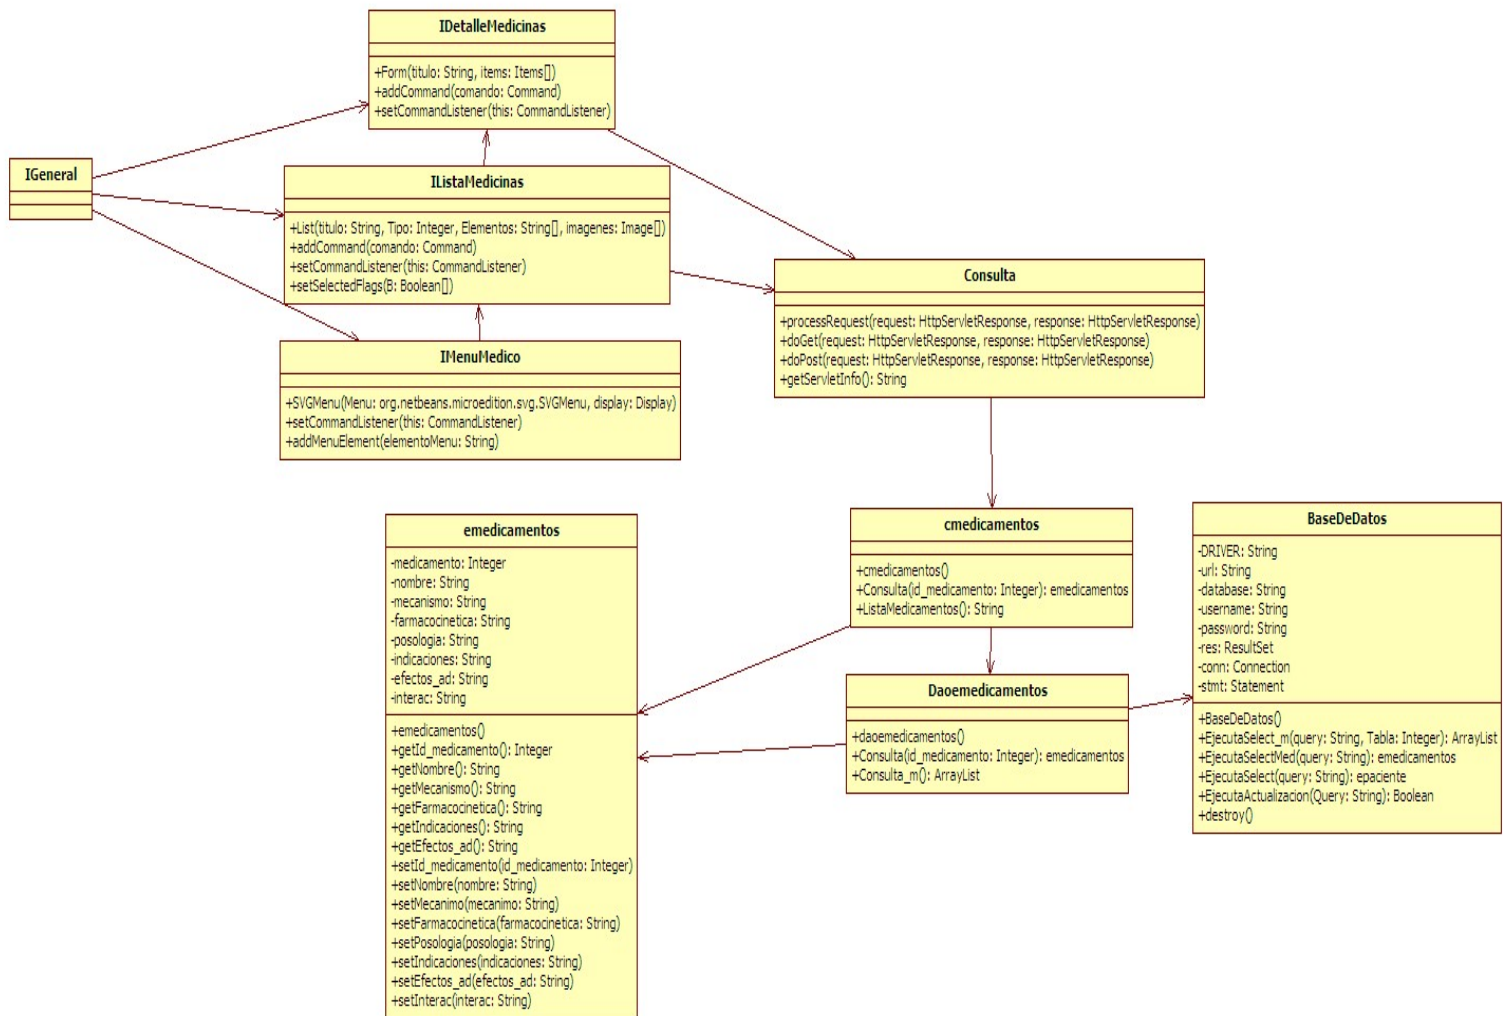 IDetalleMedicinas
+Form(titulo: String, items: Items[])
+addCommand(comando: Command)
+setCommandListener(this: CommandListener)
IGeneral
IListaMedicinas
+List(titulo: String, Tipo: Integer, Elementos: String[], imagenes: Image[])
+addCommand(comando: Command)
+setCommandListener(this: CommandListener)
+setSelectedFlags(B: Boolean[])
Consulta
+processRequest(request: HttpServletResponse, response: HttpServletResponse)
+doGet(request: HttpServletResponse, response: HttpServletResponse)
+doPost(request: HttpServletResponse, response: HttpServletResponse)
+getServletInfo(): String
IMenuMedico
+SVGMenu(Menu: org.netbeans.microedition.svg.SVGMenu, display: Display)
+setCommandListener(this: CommandListener)
+addMenuElement(elementoMenu: String)
emedicamentos
-medicamento: Integer
-nombre: String
-mecanismo: String
-farmacocinetica: String
-posologia: String
-indicaciones: String
-efectos_ad: String
-interac: String
+emedicamentos()
+getId_medicamento(): Integer
+getNombre(): String
+getMecanismo(): String
+getFarmacocinetica(): String
+getIndicaciones(): String
+getEfectos_ad(): String
+setId_medicamento(id_medicamento: Integer)
+setNombre(nombre: String)
+setMecanimo(mecanimo: String)
+setFarmacocinetica(farmacocinetica: String)
+setPosologia(posologia: String)
+setIndicaciones(indicaciones: String)
+setEfectos_ad(efectos_ad: String)
+setInterac(interac: String)
cmedicamentos
+cmedicamentos()
+Consulta(id_medicamento: Integer): emedicamentos
+ListaMedicamentos(): String
Daoemedicamentos
+daoemedicamentos()
+Consulta(id_medicamento: Integer): emedicamentos
+Consulta_m(): ArrayList
BaseDeDatos
-DRIVER: String
-url: String
-database: String
-username: String
-password: String
-res: ResultSet
-conn: Connection
-stmt: Statement
+BaseDeDatos()
+EjecutaSelect_m(query: String, Tabla: Integer): ArrayList
+EjecutaSelectMed(query: String): emedicamentos
+EjecutaSelect(query: String): epaciente
+EjecutaActualizacion(Query: String): Boolean
+destroy()